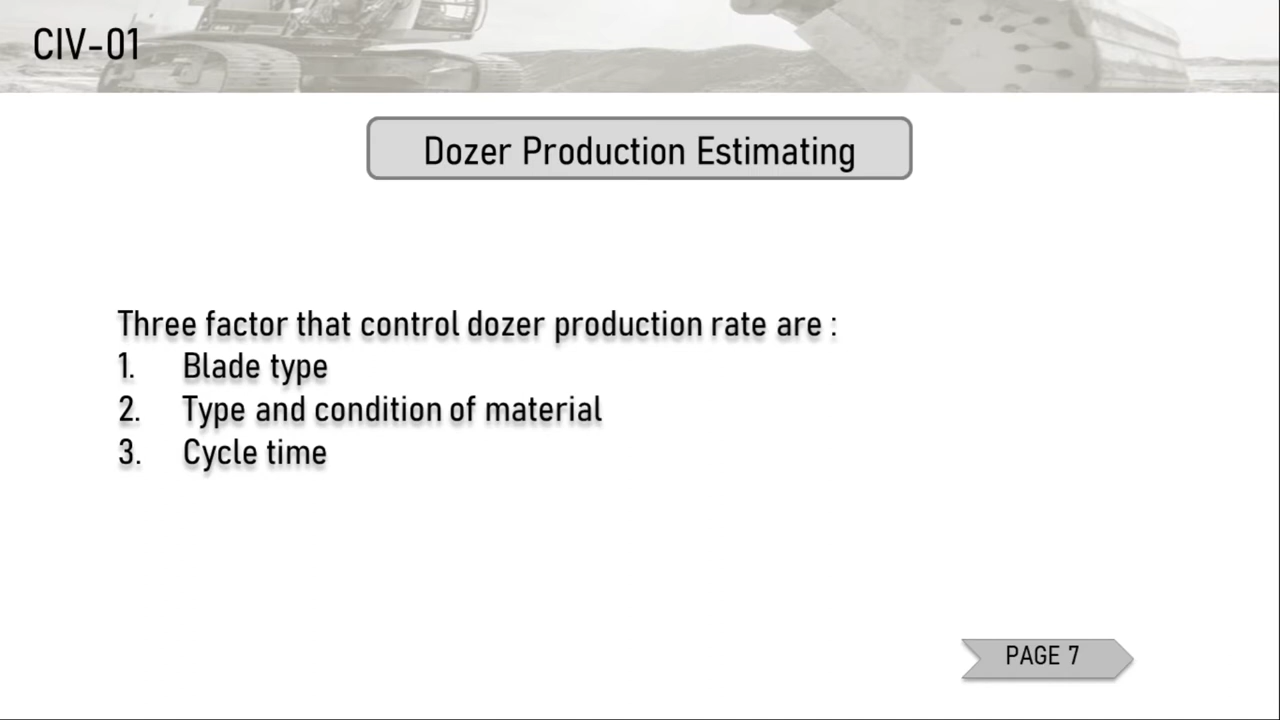 CIV-01
Dozer Production Estimating
Three factor that control dozer production rate are :
1. Blade type
2. Type and condition of material
3. Cycle time
PAGE 7